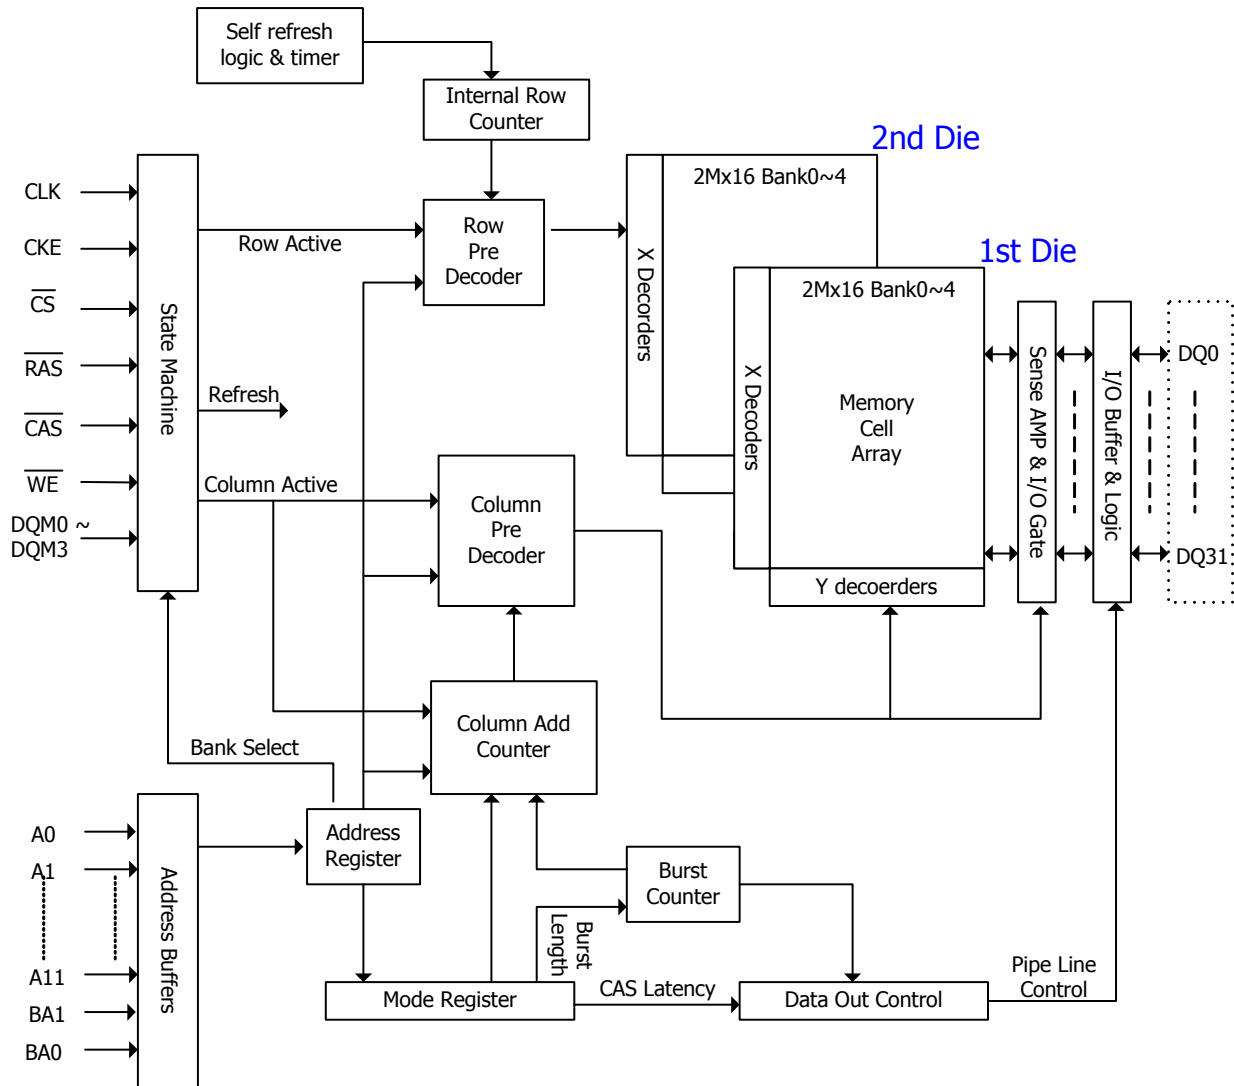 Self refresh
logic & timer
Internal Row
Counter
2nd Die
2Mx16 Bank0~4
CLK
Row
Pre
Decoder
Row Active
CKE
1st Die
X Decorders
2Mx16 Bank0~4
CS
State Machine
Sense AMP & I/O Gate
I/O Buffer & Logic
DQ0
RAS
X Decoders
Refresh
Memory
Cell
Array
CAS
WE
Column Active
Column
Pre
Decoder
DQM0 ~
DQM3
DQ31
Y decoerders
Column Add
Counter
Bank Select
A0
Address
Register
A1
Burst
Counter
Address Buffers
Burst
Length
A11
Mode Register
CAS Latency
Data Out Control
Pipe Line
Control
BA1
BA0